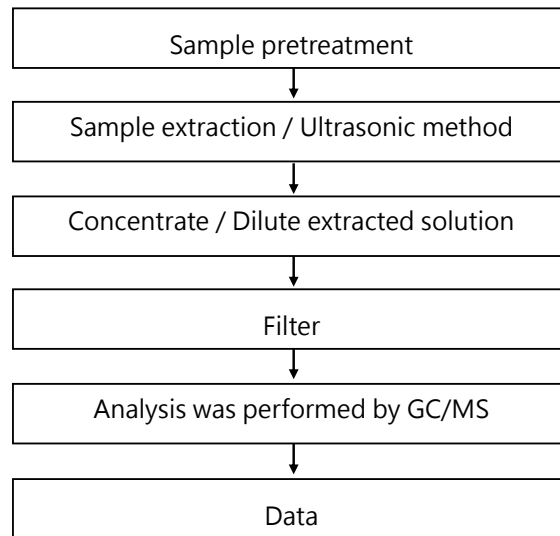 Sample pretreatment
Sample extraction / Ultrasonic method
Concentrate / Dilute extracted solution
Filter
Analysis was performed by GC/MS
Data